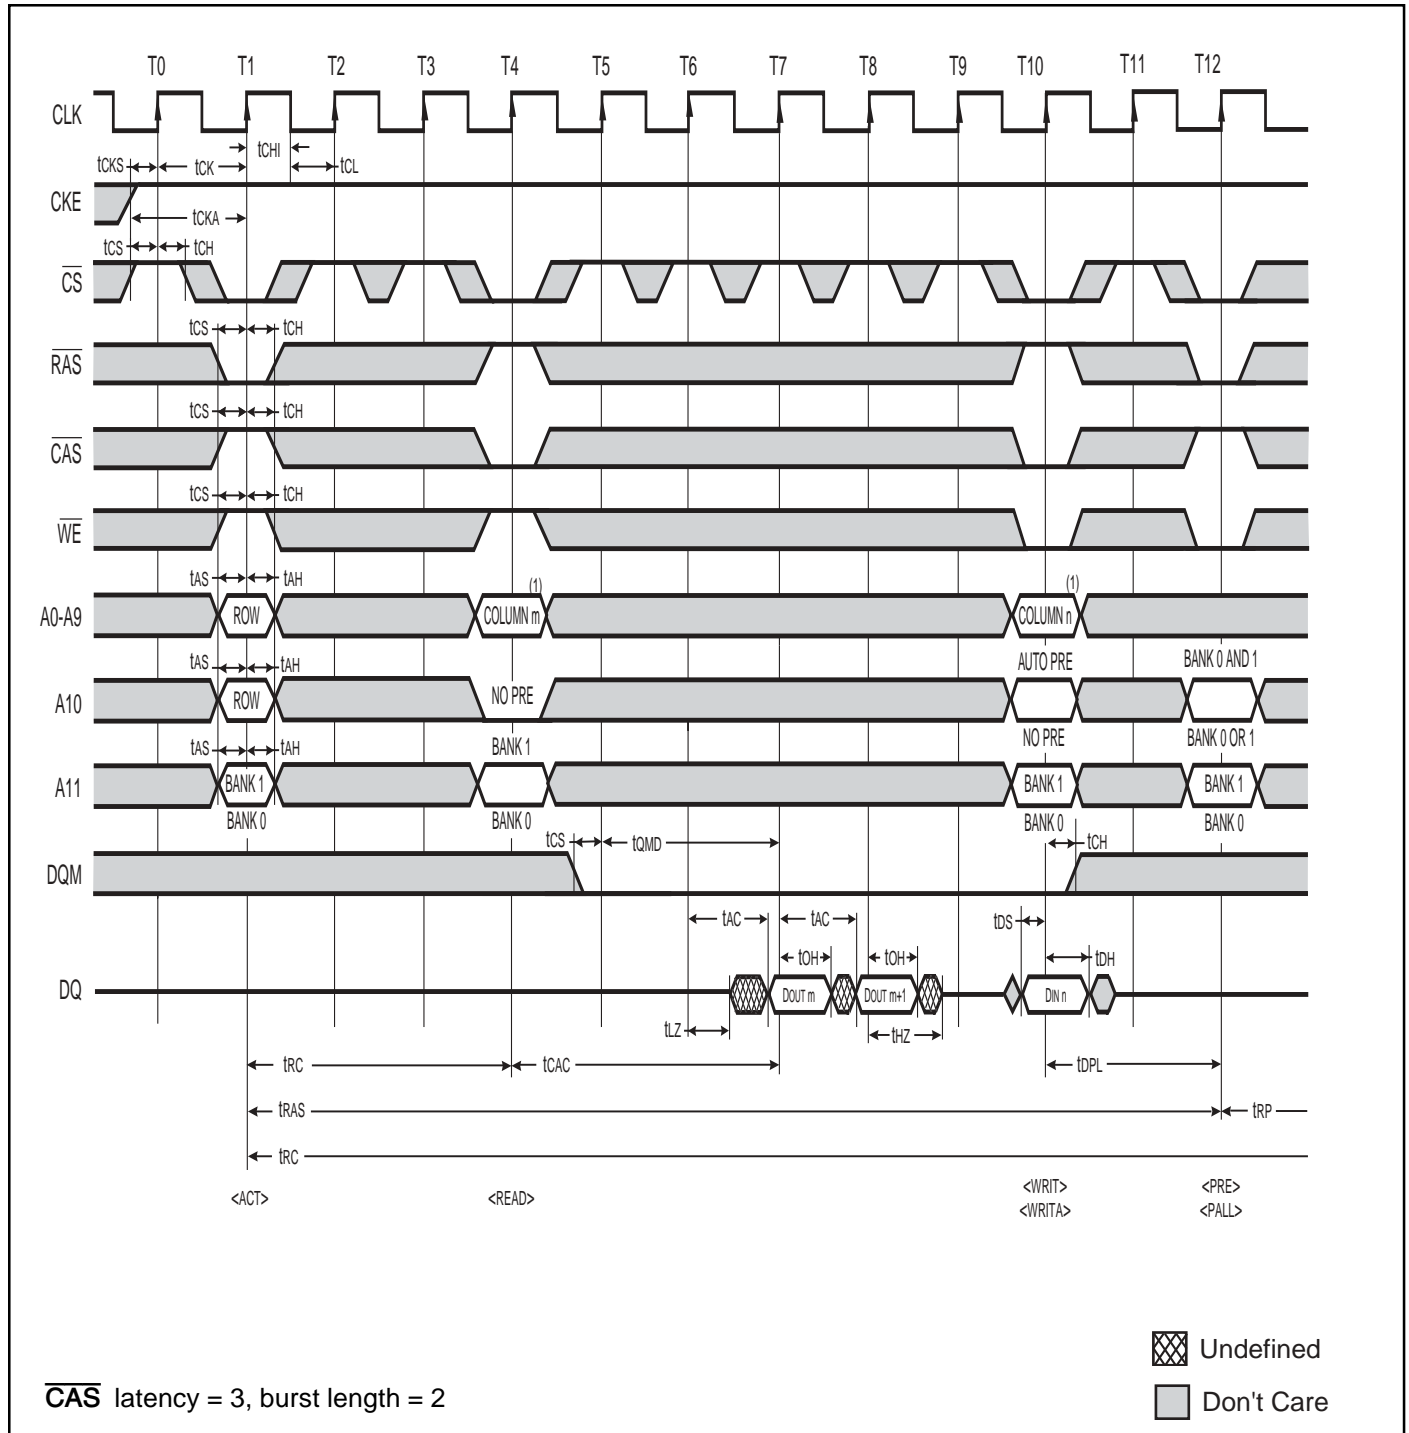 T0 T1 T2 T3 T4 T5 T6 T7 T8 T9 T10 T11 T12
CLK
tCHI
tCKS tCK tCL
CKE
tCKA
tCS tCH
CS
tCS tCH
RAS
tCS tCH
CAS
tCS tCH
WE
tAS tAH (1) (1)
A0-A9 ROW COLUMN m COLUMN n
tAS tAH AUTO PRE BANK 0 AND 1
A10 ROW NO PRE
NO PRE BANK 0 OR 1
tAS tAH BANK 1
A11 BANK 1 BANK 1 BANK 1
BANK 0 BANK 0 BANK 0 BANK 0
tCS tQMD tCH
DQM
tAC tAC tDS
tOH tOH tDH
DQ DOUT m DOUT m+1 DIN n
tLZ tHZ
tRC tCAC tDPL
tRAS tRP
tRC
<ACT> <READ> <WRIT> <PRE>
<WRITA> <PALL>
Undefined
CAS latency = 3, burst length = 2
Don't Care